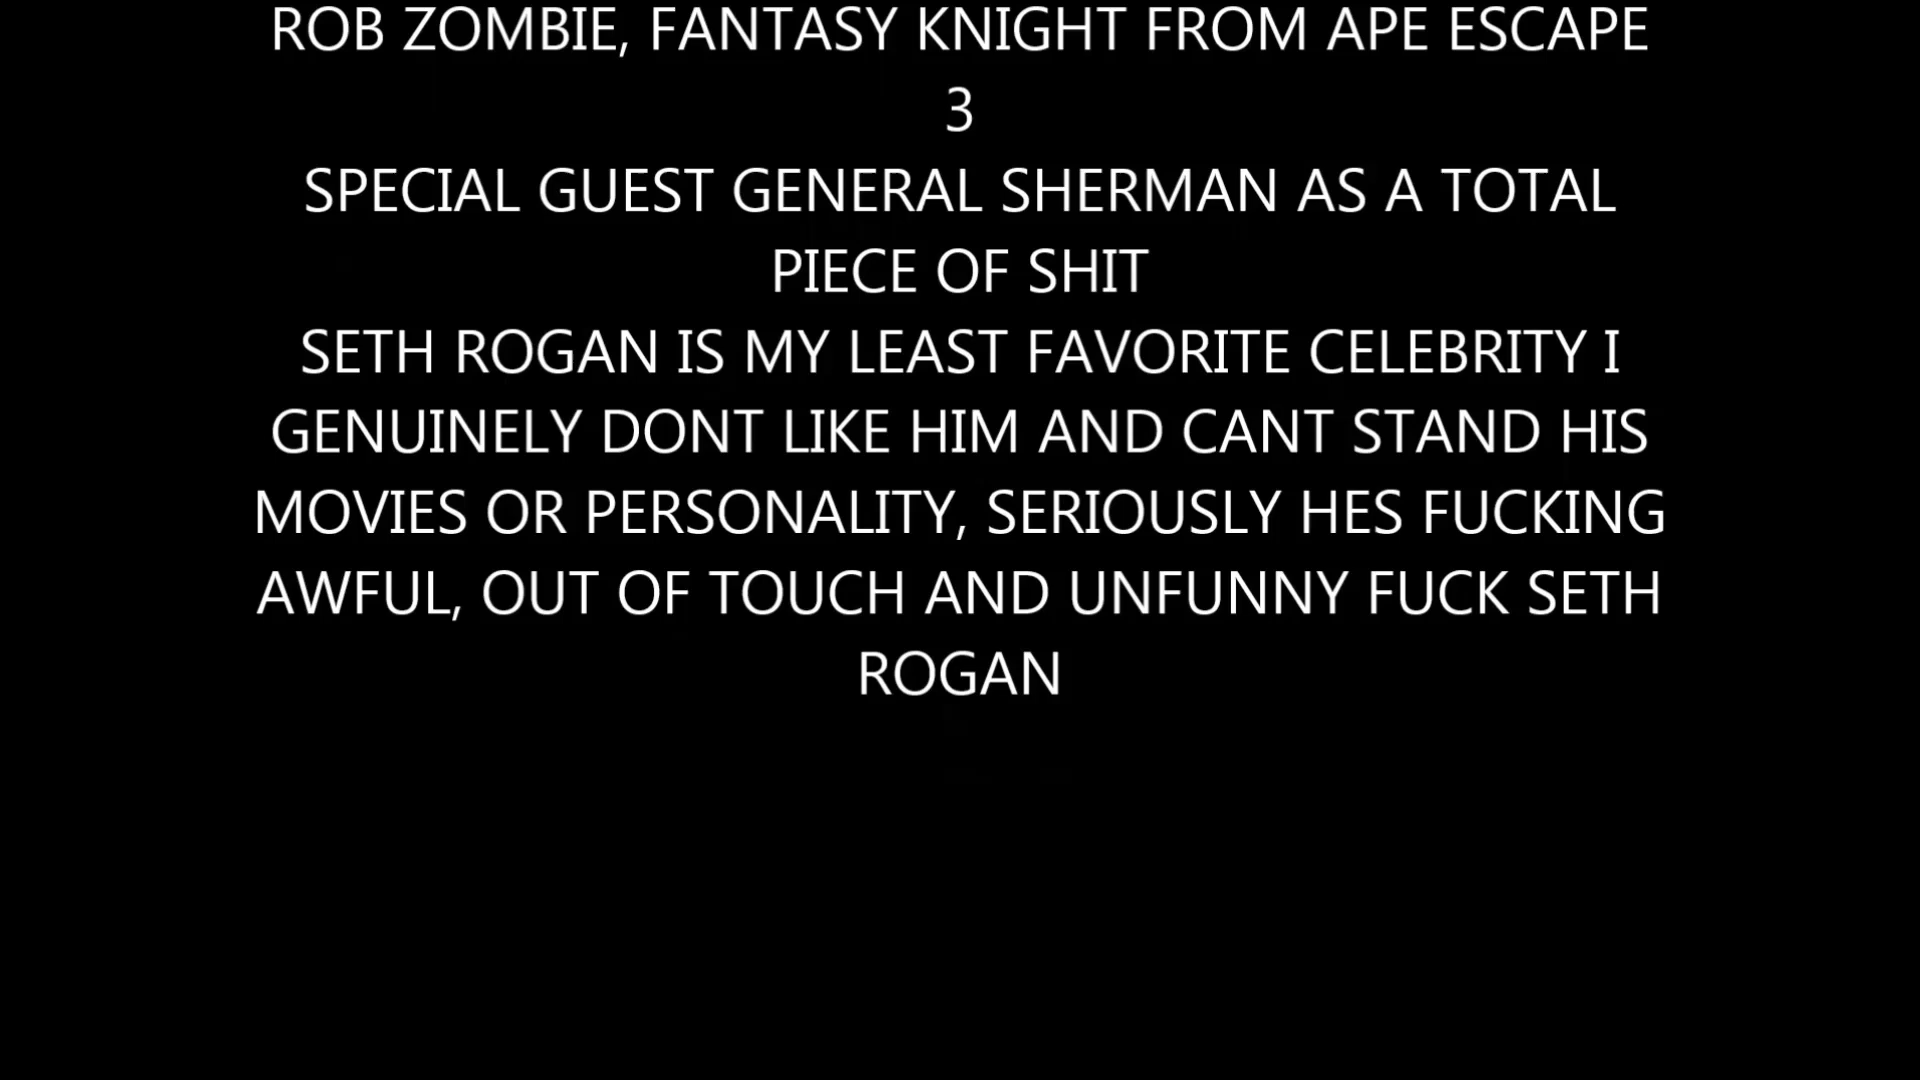 ROB ZOMBIE, FANTASY KNIGHT FROM APE ESCAPE
3
SPECIAL GUEST GENERAL SHERMAN AS A TOTAL
PIECE OF SHIT
SETH ROGAN IS MY LEAST FAVORITE CELEBRITY I
GENUINELY DONT LIKE HIM AND CANT STAND HIS
MOVIES OR PERSONALITY, SERIOUSLY HES FUCKING
AWFUL, OUT OF TOUCH AND UNFUNNY FUCK SETH
ROGAN